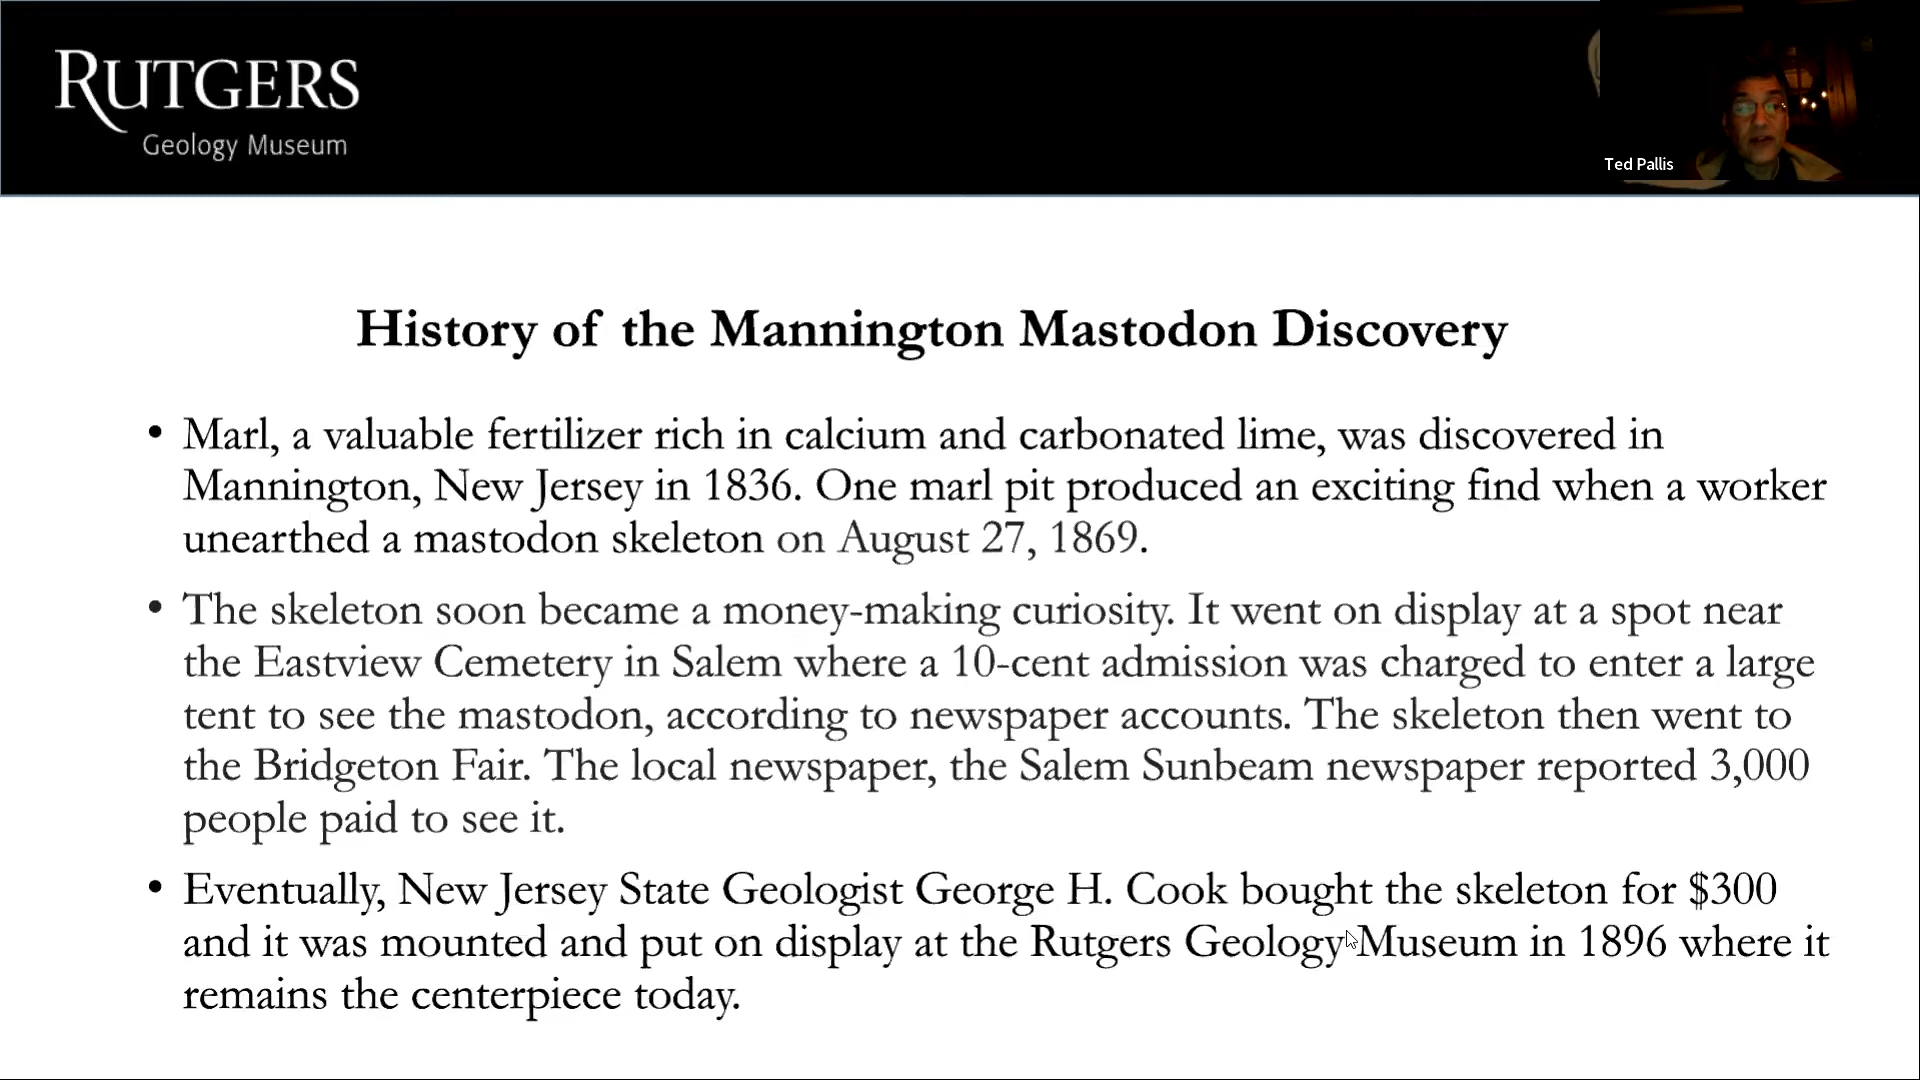 RUTGERS
Geology Museum
Ted Pallis
History of the Mannington Mastodon Discovery
• Marl, a valuable fertilizer rich in calcium and carbonated lime, was discovered in
Mannington, New Jersey in 1836. One marl pit produced an exciting find when a worker
unearthed a mastodon skeleton on August 27, 1869.
• The skeleton soon became a money-making curiosity. It went on display at a spot near
the Eastview Cemetery in Salem where a 10-cent admission was charged to enter a large
tent to see the mastodon, according to newspaper accounts. The skeleton then went to
the Bridgeton Fair. The local newspaper, the Salem Sunbeam newspaper reported 3,000
people paid to see it.
• Eventually, New Jersey State Geologist George H. Cook bought the skeleton for $300
and it was mounted and put on display at the Rutgers Geology Museum in 1896 where it
remains the centerpiece today.